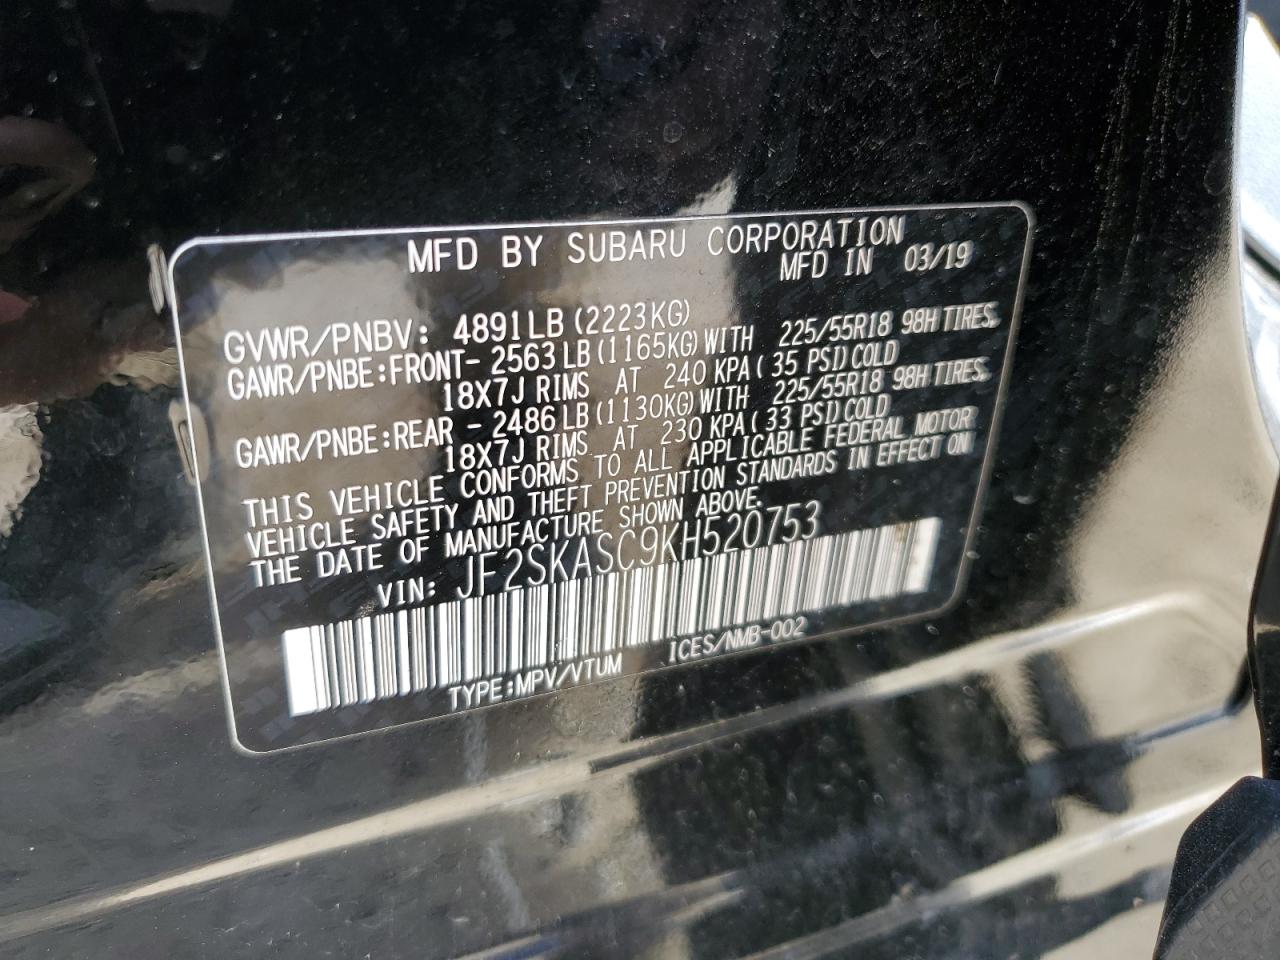 MFD BY SUBARU CORPORATION
MFD IN 03/19
GVWR/PNBV: 4891LB(2223KG)
GAWR/PNBE:FRONT- 2563LB(1165KG)WITH 225/55R18 98H TIRES.
18X7J RIMS AT 240 KPA(35 PSI)COLD
GAWR/PNBE:REAR - 2486LB(1130KG)WITH 225/55R18 98H TIRES.
18X7J RIMS AT 230 KPA(33 PSI)COLD
THIS VEHICLE CONFORMS TO ALL APPLICABLE FEDERAL MOTOR
VEHICLE SAFETY AND THEFT PREVENTION STANDARDS IN EFFECT ON
THE DATE OF MANUFACTURE SHOWN ABOVE.
VIN: JF2SKASC9KH520753
TYPE:MPV/VTUM ICES/NMB-002